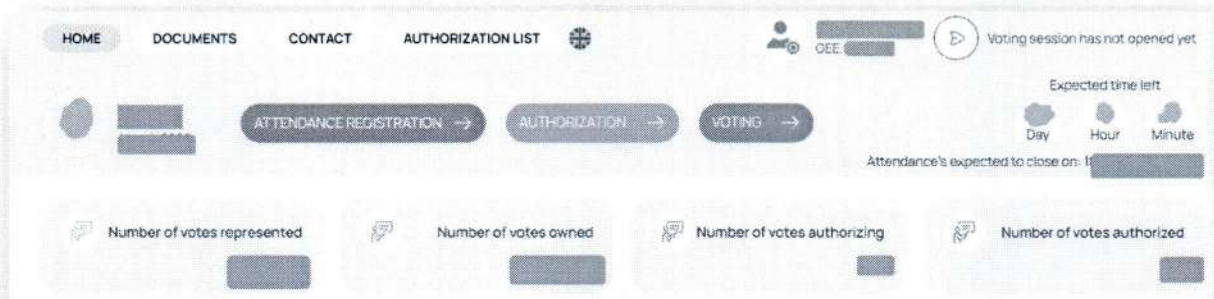 HOME DOCUMENTS CONTACT AUTHORIZATION LIST
OEE
Voting session has not opened yet
Expected time left
ATTENDANCE REGISTRATION → AUTHORIZATION → VOTING →
Day Hour Minute
Attendance's expected to close on:
Number of votes represented
Number of votes owned
Number of votes authorizing
Number of votes authorized